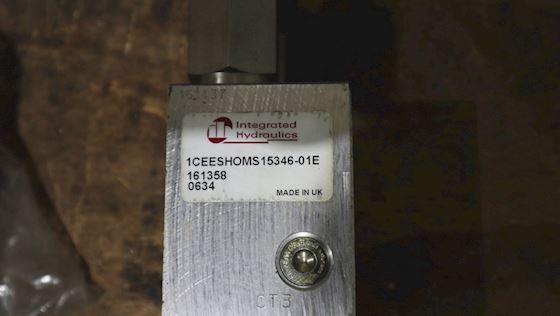 Integrated
Hydraulics
1CEESHOMS15346-01E
161358
0634
MADE IN UK
CT3